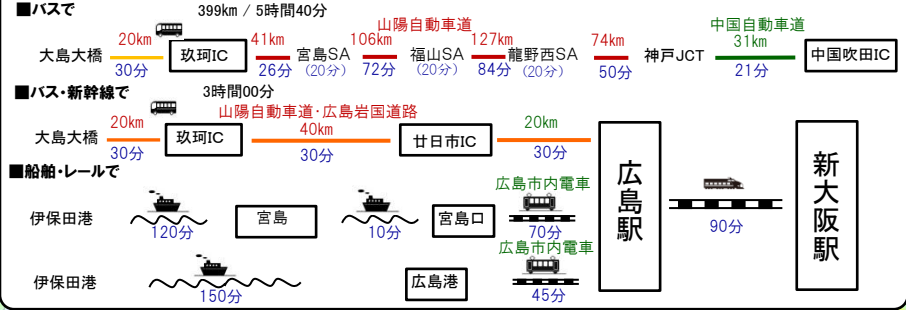 ■バスで
399km / 5時間40分
山陽自動車道
中国自動車道
20km 41km 106km 127km 74km 31km
大島大橋 玖珂IC 宮島SA 福山SA 龍野西SA 神戸JCT 中国吹田IC
30分 26分 (20分) 72分 (20分) 84分 (20分) 50分 21分
■バス・新幹線で
3時間00分
山陽自動車道・広島岩国道路
20km 40km 20km
大島大橋 玖珂IC 廿日市IC
30分 30分 30分
広島駅
90分
新大阪駅
■船舶・レールで
広島市内電車
伊保田港 宮島 宮島口
120分 10分 70分
広島市内電車
伊保田港 広島港
150分 45分